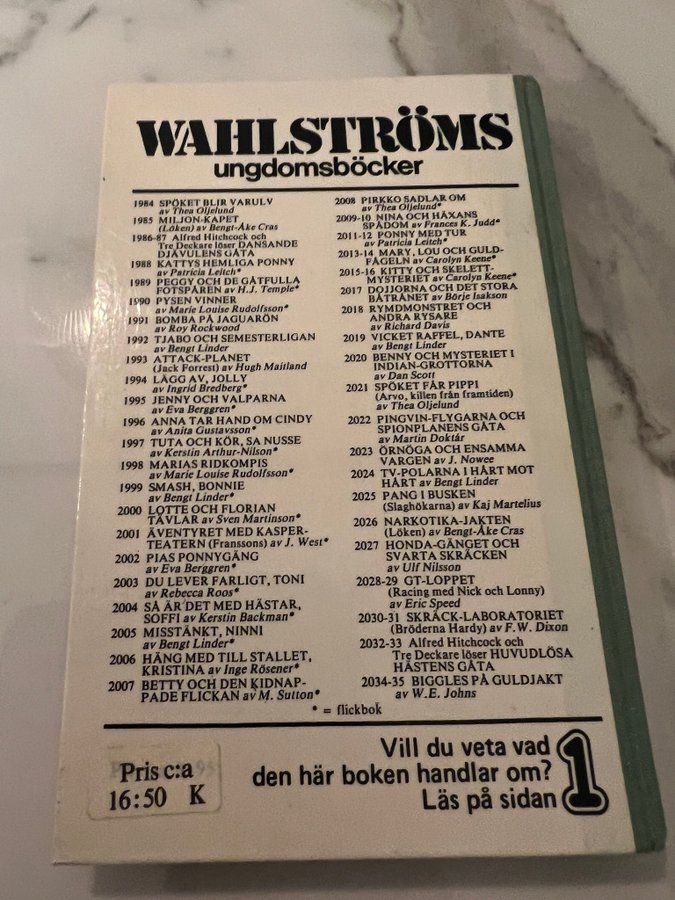 WAHLSTRÖMS
ungdomsböcker
1984 SPÖKET BLIR VARULV
av Thea Oljelund
1985 MILJON-KAPET
(Löken) av Bengt-Åke Cras
1986-87 Alfred Hitchcock och
Tre Deckare löser DANSANDE
DJÄVULENS GÅTA
1988 KATTYS HEMLIGA PONNY
av Patricia Leitch*
1989 PEGGY OCH DE GÅTFULLA
FOTSPÅREN av H.J. Temple*
1990 PYSEN VINNER
av Marie Louise Rudolfsson*
1991 BOMBA PÅ JAGUARÖN
av Roy Rockwood
1992 TJABO OCH SEMESTERLIGAN
av Bengt Linder
1993 ATTACK-PLANET
(Jack Forrest) av Hugh Maitland
1994 LÄGG AV, JOLLY
av Ingrid Bredberg*
1995 JENNY OCH VALPARNA
av Eva Berggren*
1996 ANNA TAR HAND OM CINDY
av Anita Gustavsson*
1997 TUTA OCH KÖR, SA NUSSE
av Kerstin Arthur-Nilson*
1998 MARIAS RIDKOMPIS
av Marie Louise Rudolfsson*
1999 SMASH, BONNIE
av Bengt Linder*
2000 LOTTE OCH FLORIAN
TÄVLAR av Sven Martinson*
2001 ÄVENTYRET MED KASPER-
TEATERN (Franssons) av J. West*
2002 PIAS PONNYGÄNG
av Eva Berggren*
2003 DU LEVER FARLIGT, TONI
av Rebecca Roos*
2004 SÅ ÄR DET MED HÄSTAR,
SOFFI av Kerstin Backman*
2005 MISSTÄNKT, NINNI
av Bengt Linder*
2006 HÄNG MED TILL STALLET,
KRISTINA av Inge Rösener*
2007 BETTY OCH DEN KIDNAP-
PADE FLICKAN av M. Sutton*
2008 PIRKKO SADLAR OM
av Thea Oljelund*
2009-10 NINA OCH HÄXANS
SPÅDOM av Frances K. Judd*
2011-12 PONNY MED TUR
av Patricia Leitch*
2013-14 MARY, LOU OCH GULD-
FÅGELN av Carolyn Keene*
2015-16 KITTY OCH SKELETT-
MYSTERIET av Carolyn Keene*
2017 DOJJORNA OCH DET STORA
BÅTRÅNET av Börje Isakson
2018 RYMDMONSTRET OCH
ANDRA RYSARE
av Richard Davis
2019 VICKET RAFFEL, DANTE
av Bengt Linder
2020 BENNY OCH MYSTERIET I
INDIAN-GROTTORNA
av Dan Scott
2021 SPÖKET FÅR PIPPI
(Arvo, killen från framtiden)
av Thea Oljelund
2022 PINGVIN-FLYGARNA OCH
SPIONPLANENS GÅTA
av Martin Doktár
2023 ÖRNÖGA OCH ENSAMMA
VARGEN av J. Nowee
2024 TV-POLARNA I HÅRT MOT
HÅRT av Bengt Linder
2025 PANG I BUSKEN
(Slaghökarna) av Kaj Martelius
2026 NARKOTIKA-JAKTEN
(Löken) av Bengt-Åke Cras
2027 HONDA-GÄNGET OCH
SVARTA SKRÄCKEN
av Ulf Nilsson
2028-29 GT-LOPPET
(Racing med Nick och Lonny)
av Eric Speed
2030-31 SKRÄCK-LABORATORIET
(Bröderna Hardy) av F.W. Dixon
2032-33 Alfred Hitchcock och
Tre Deckare löser HUVUDLÖSA
HÄSTENS GÅTA
2034-35 BIGGLES PÅ GULDJAKT
av W.E. Johns
* = flickbok
Pris c:a
16:50 K
Vill du veta vad
den här boken handlar om?
Läs på sidan 1